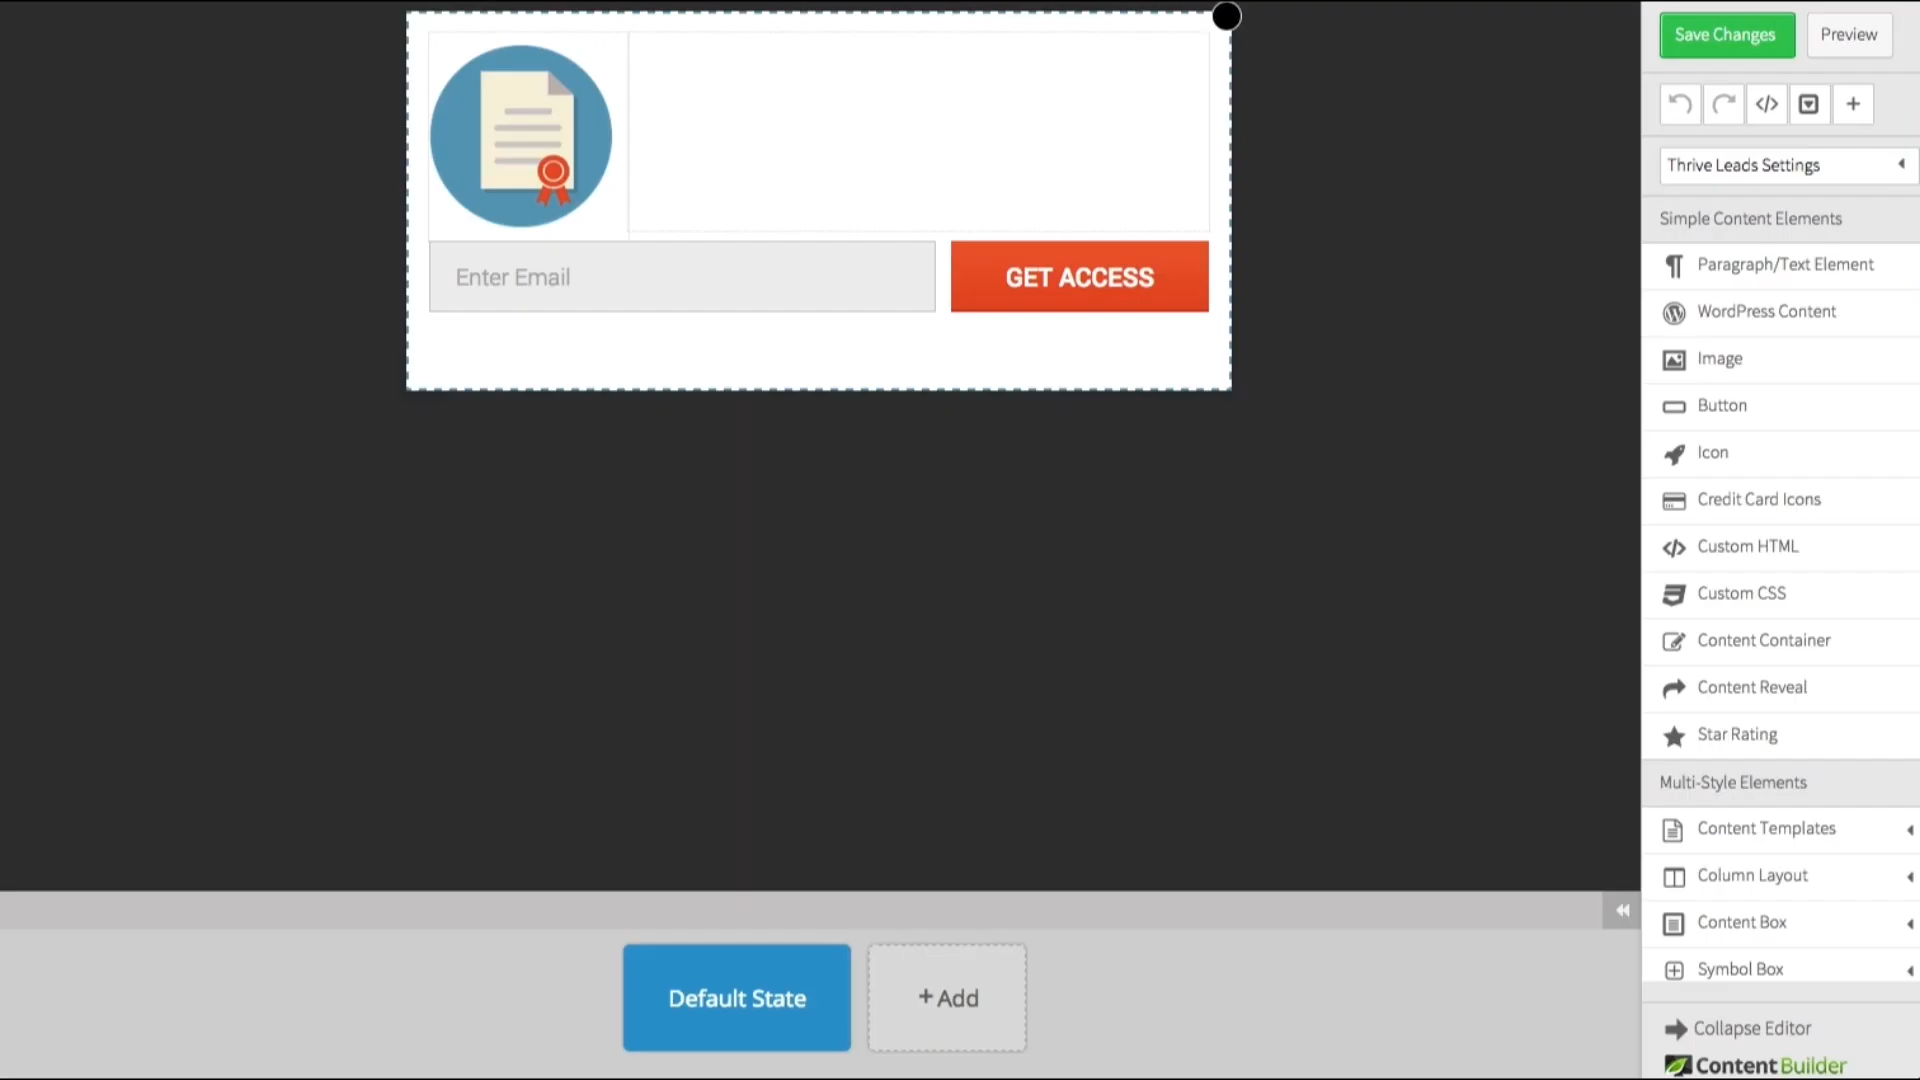 Save Changes
Preview
Thrive Leads Settings
Simple Content Elements
Paragraph/Text Element
WordPress Content
Image
Button
Icon
Credit Card Icons
Custom HTML
Custom CSS
Content Container
Content Reveal
Star Rating
Multi-Style Elements
Content Templates
Column Layout
Content Box
Symbol Box
Collapse Editor
ContentBuilder
Enter Email
GET ACCESS
Default State
+ Add